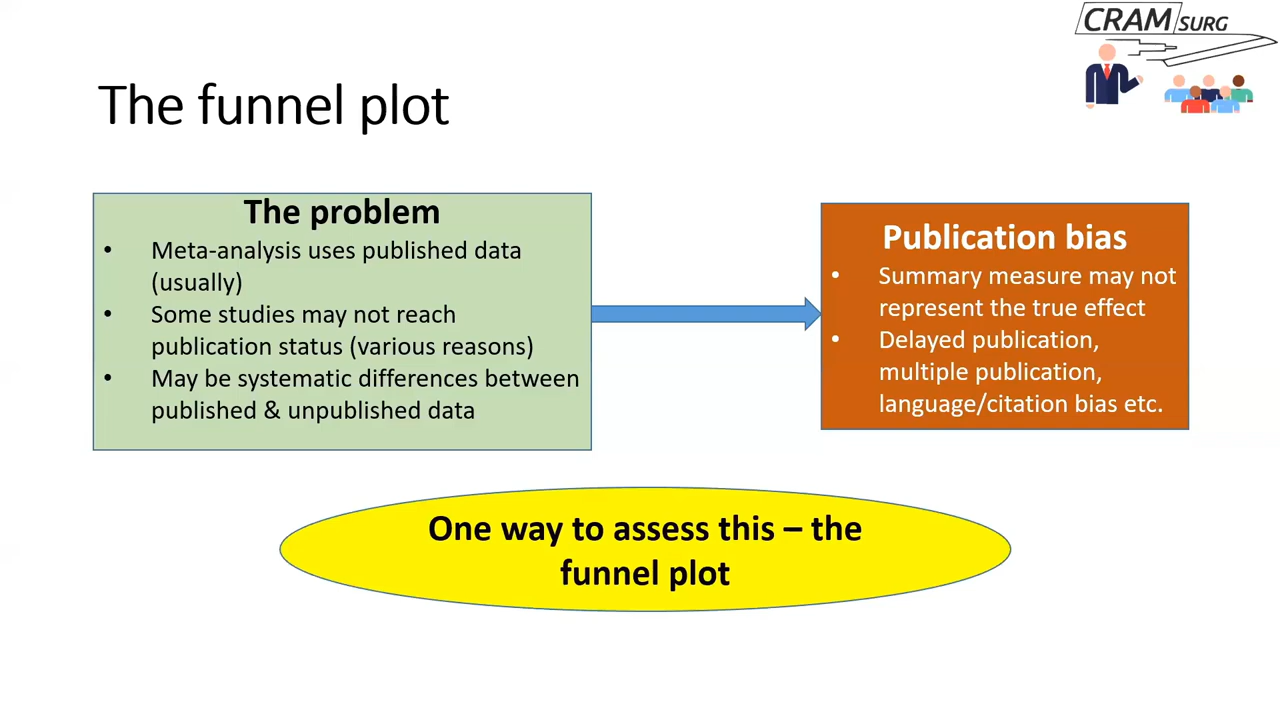 CRAM SURG
The funnel plot
The problem
• Meta-analysis uses published data
(usually)
• Some studies may not reach
publication status (various reasons)
• May be systematic differences between
published & unpublished data
Publication bias
• Summary measure may not
represent the true effect
• Delayed publication,
multiple publication,
language/citation bias etc.
One way to assess this – the
funnel plot